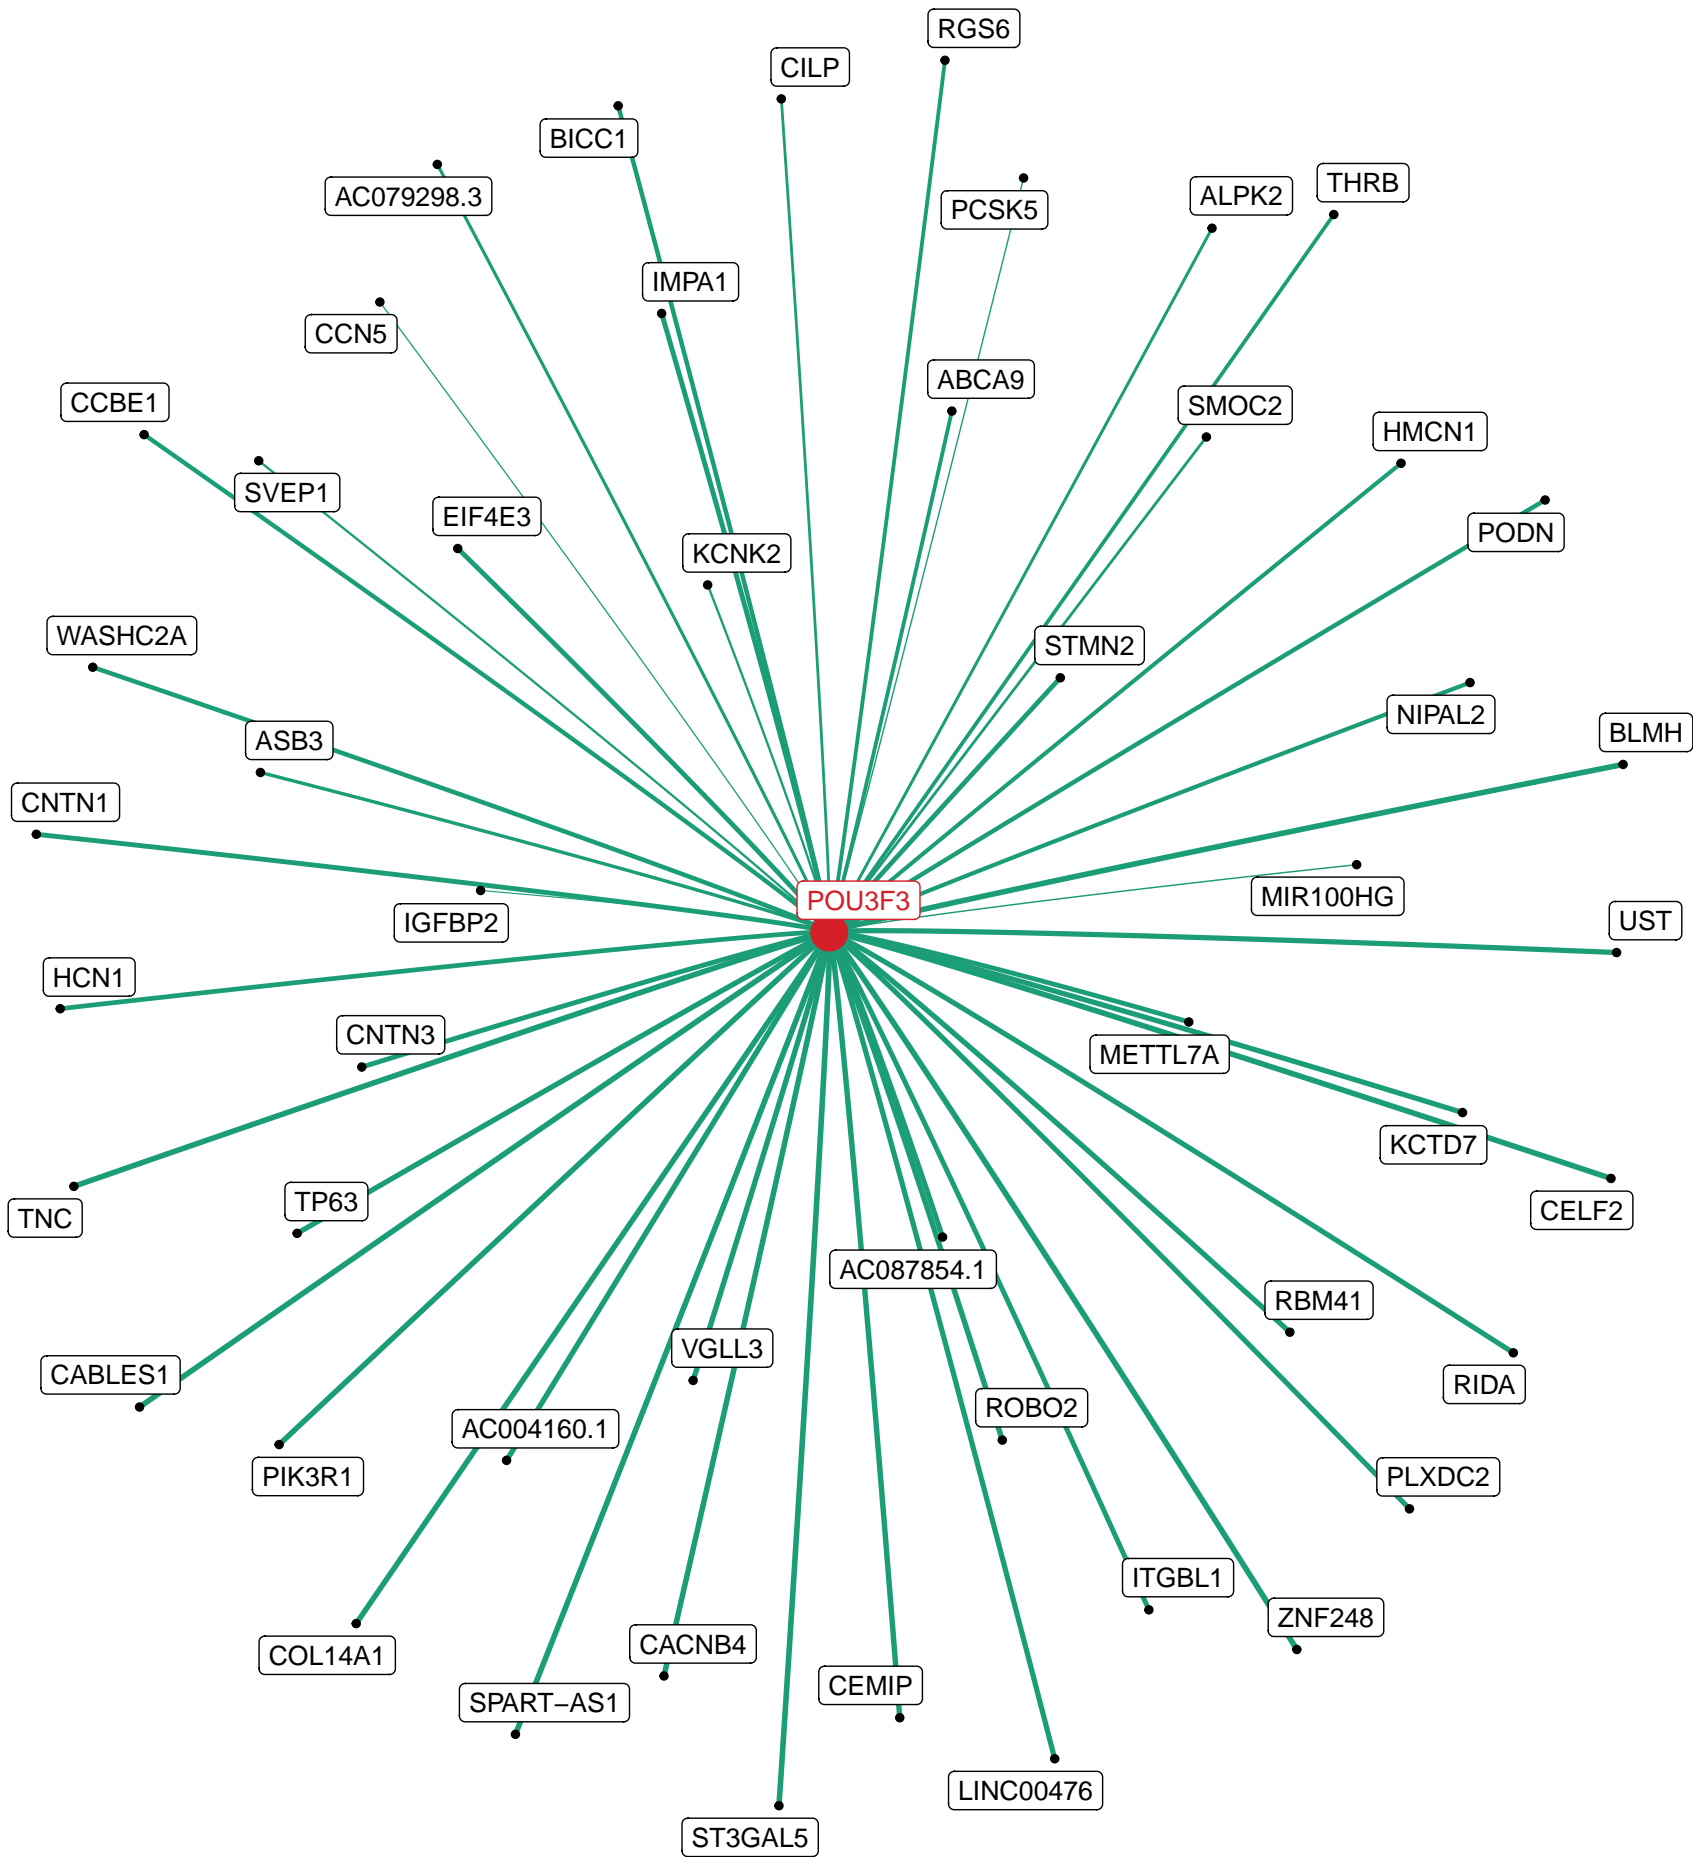 RGS6
CILP
BICC1
AC079298.3
PCSK5
ALPK2
THRB
IMPA1
CCN5
ABCA9
CCBE1
SMOC2
HMCN1
SVEP1
EIF4E3
PODN
KCNK2
WASHC2A
STMN2
NIPAL2
BLMH
ASB3
CNTN1
POU3F3
MIR100HG
IGFBP2
UST
HCN1
CNTN3
METTL7A
KCTD7
TP63
CELF2
TNC
AC087854.1
RBM41
VGLL3
CABLES1
RIDA
ROBO2
AC004160.1
PIK3R1
PLXDC2
ITGBL1
ZNF248
CACNB4
COL14A1
CEMIP
SPART−AS1
LINC00476
ST3GAL5